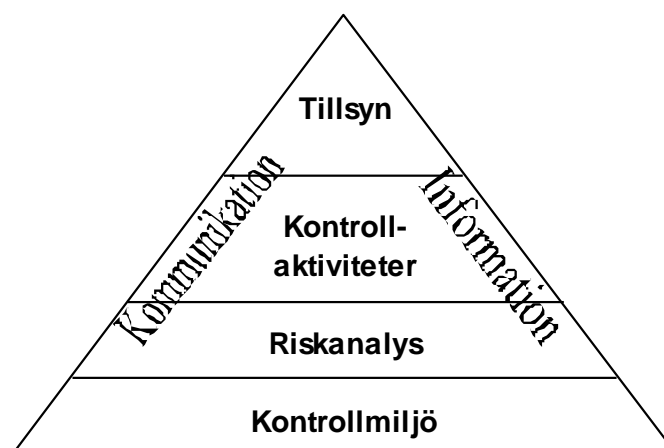 Tillsyn
Kommunikation
Information
Kontroll-
aktiviteter
Riskanalys
Kontrollmiljö